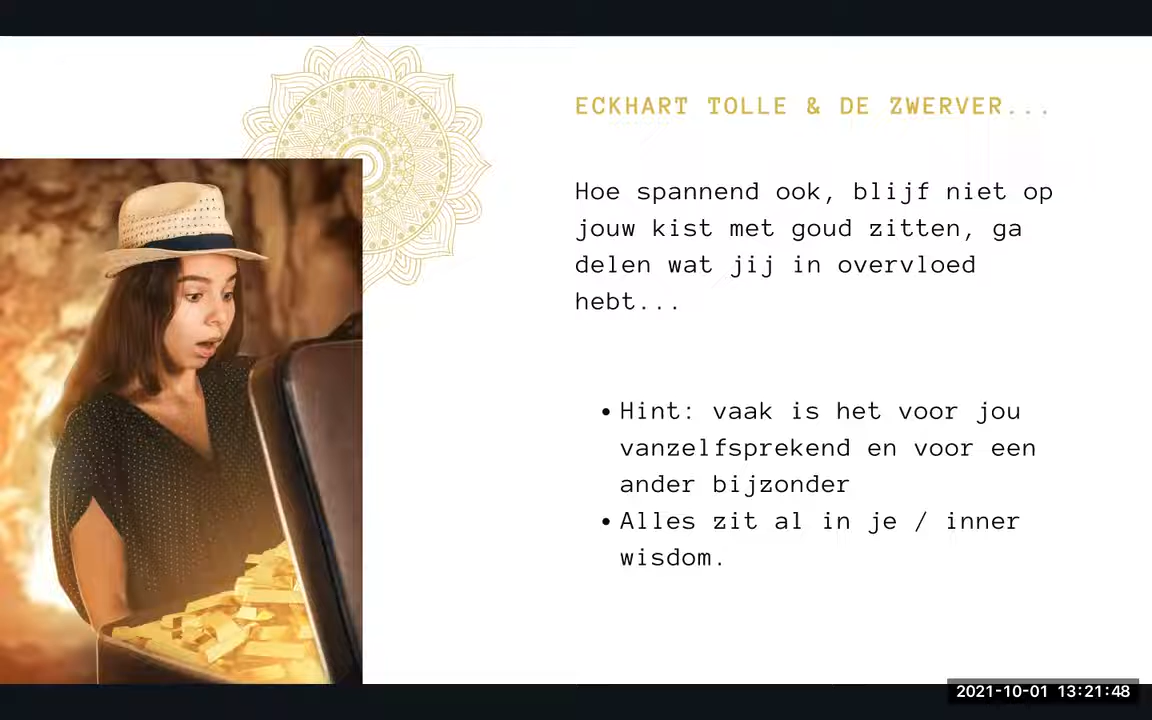 ECKHART TOLLE & DE ZWERVER...
Hoe spannend ook, blijf niet op
jouw kist met goud zitten, ga
delen wat jij in overvloed
hebt...
• Hint: vaak is het voor jou
vanzelfsprekend en voor een
ander bijzonder
• Alles zit al in je / inner
wisdom.
2021-10-01 13:21:48